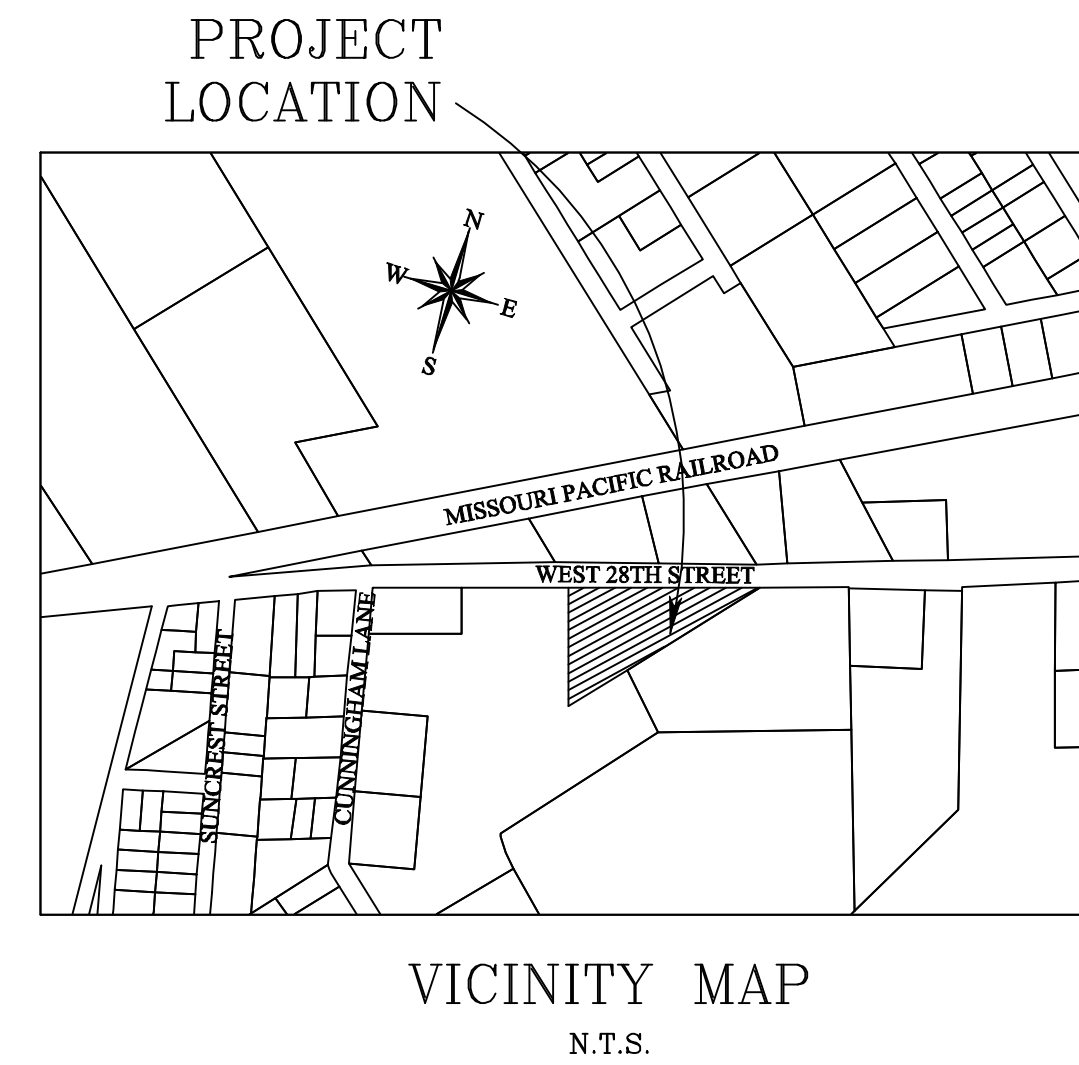 PROJECT
LOCATION
N
W
E
S
MISSOURI PACIFIC RAILROAD
WEST 28TH STREET
SUNCREST STREET
CUNNINGHAM LANE
VICINITY MAP
N.T.S.